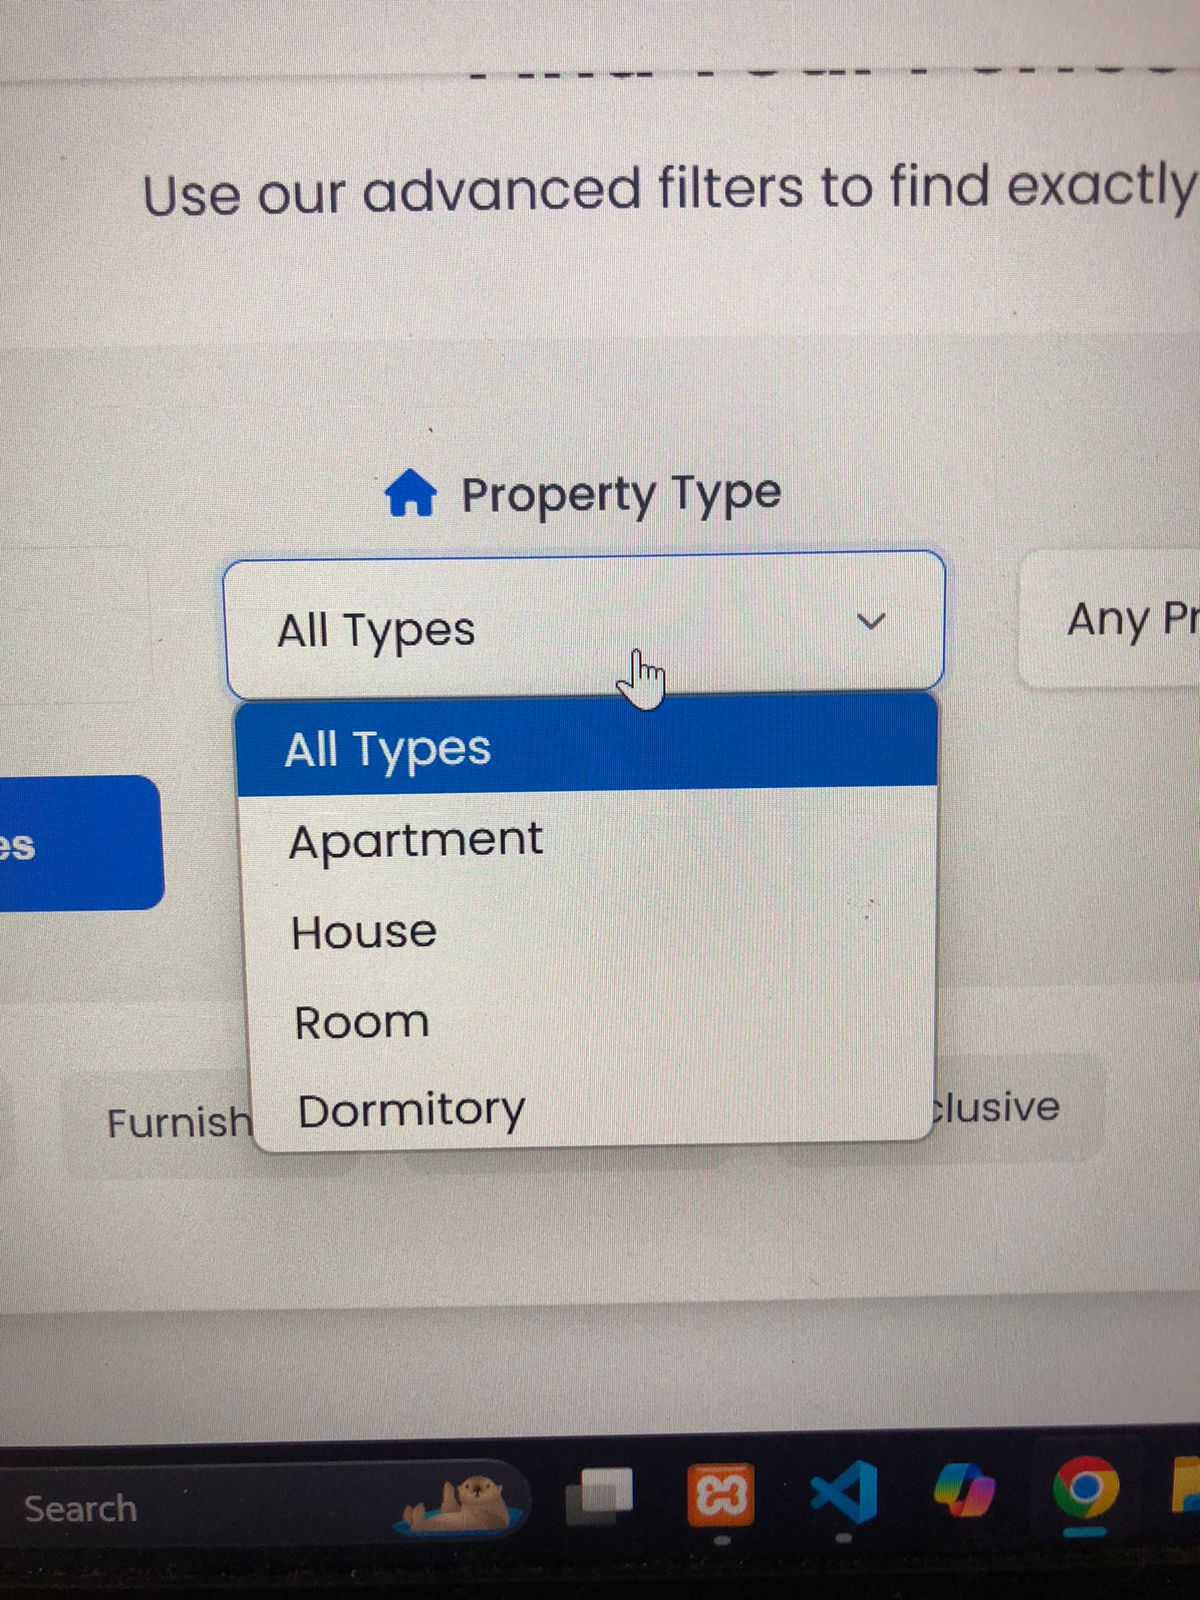 Use our advanced filters to find exactly
Property Type
All Types
Any Pr
All Types
es
Apartment
House
Room
Furnish
Dormitory
clusive
Search